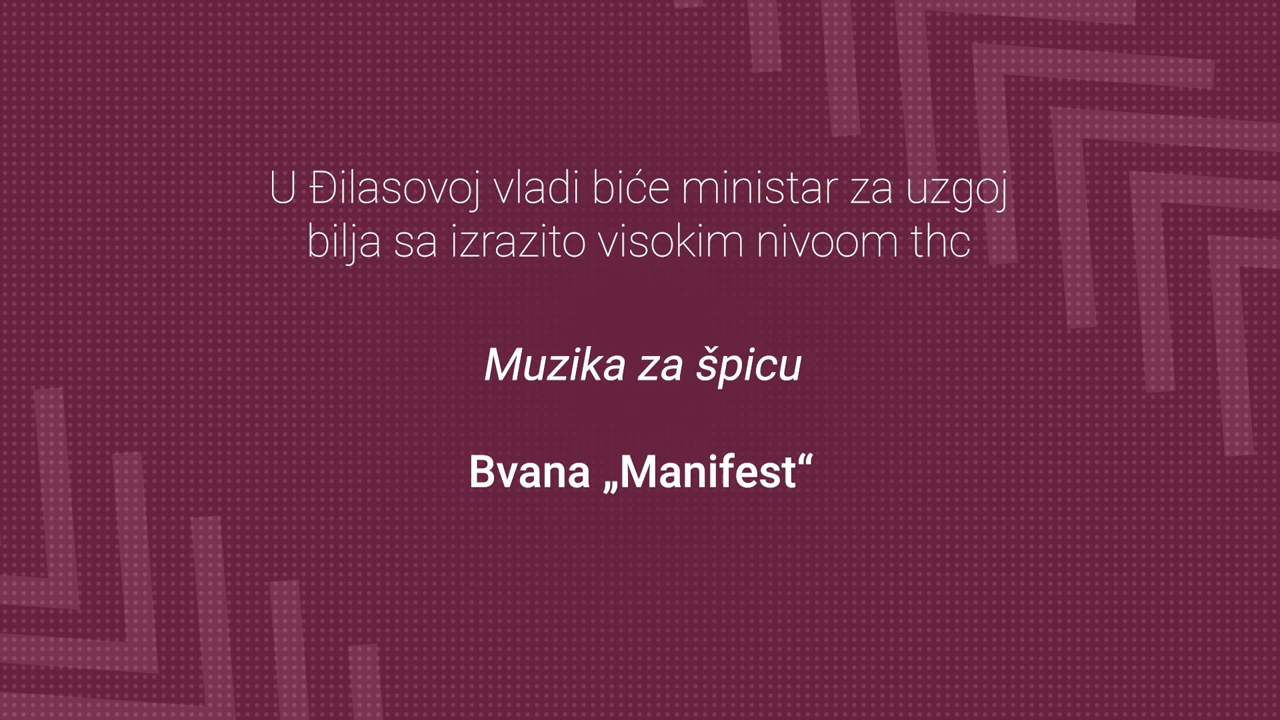 U Đilasovoj vladi biće ministar za uzgoj
bilja sa izrazito visokim nivoom thc
Muzika za špicu
Bvana „Manifest“